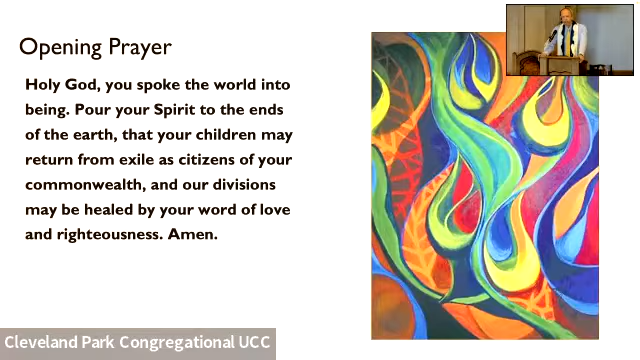 Opening Prayer
Holy God, you spoke the world into
being. Pour your Spirit to the ends
of the earth, that your children may
return from exile as citizens of your
commonwealth, and our divisions
may be healed by your word of love
and righteousness. Amen.
Cleveland Park Congregational UCC